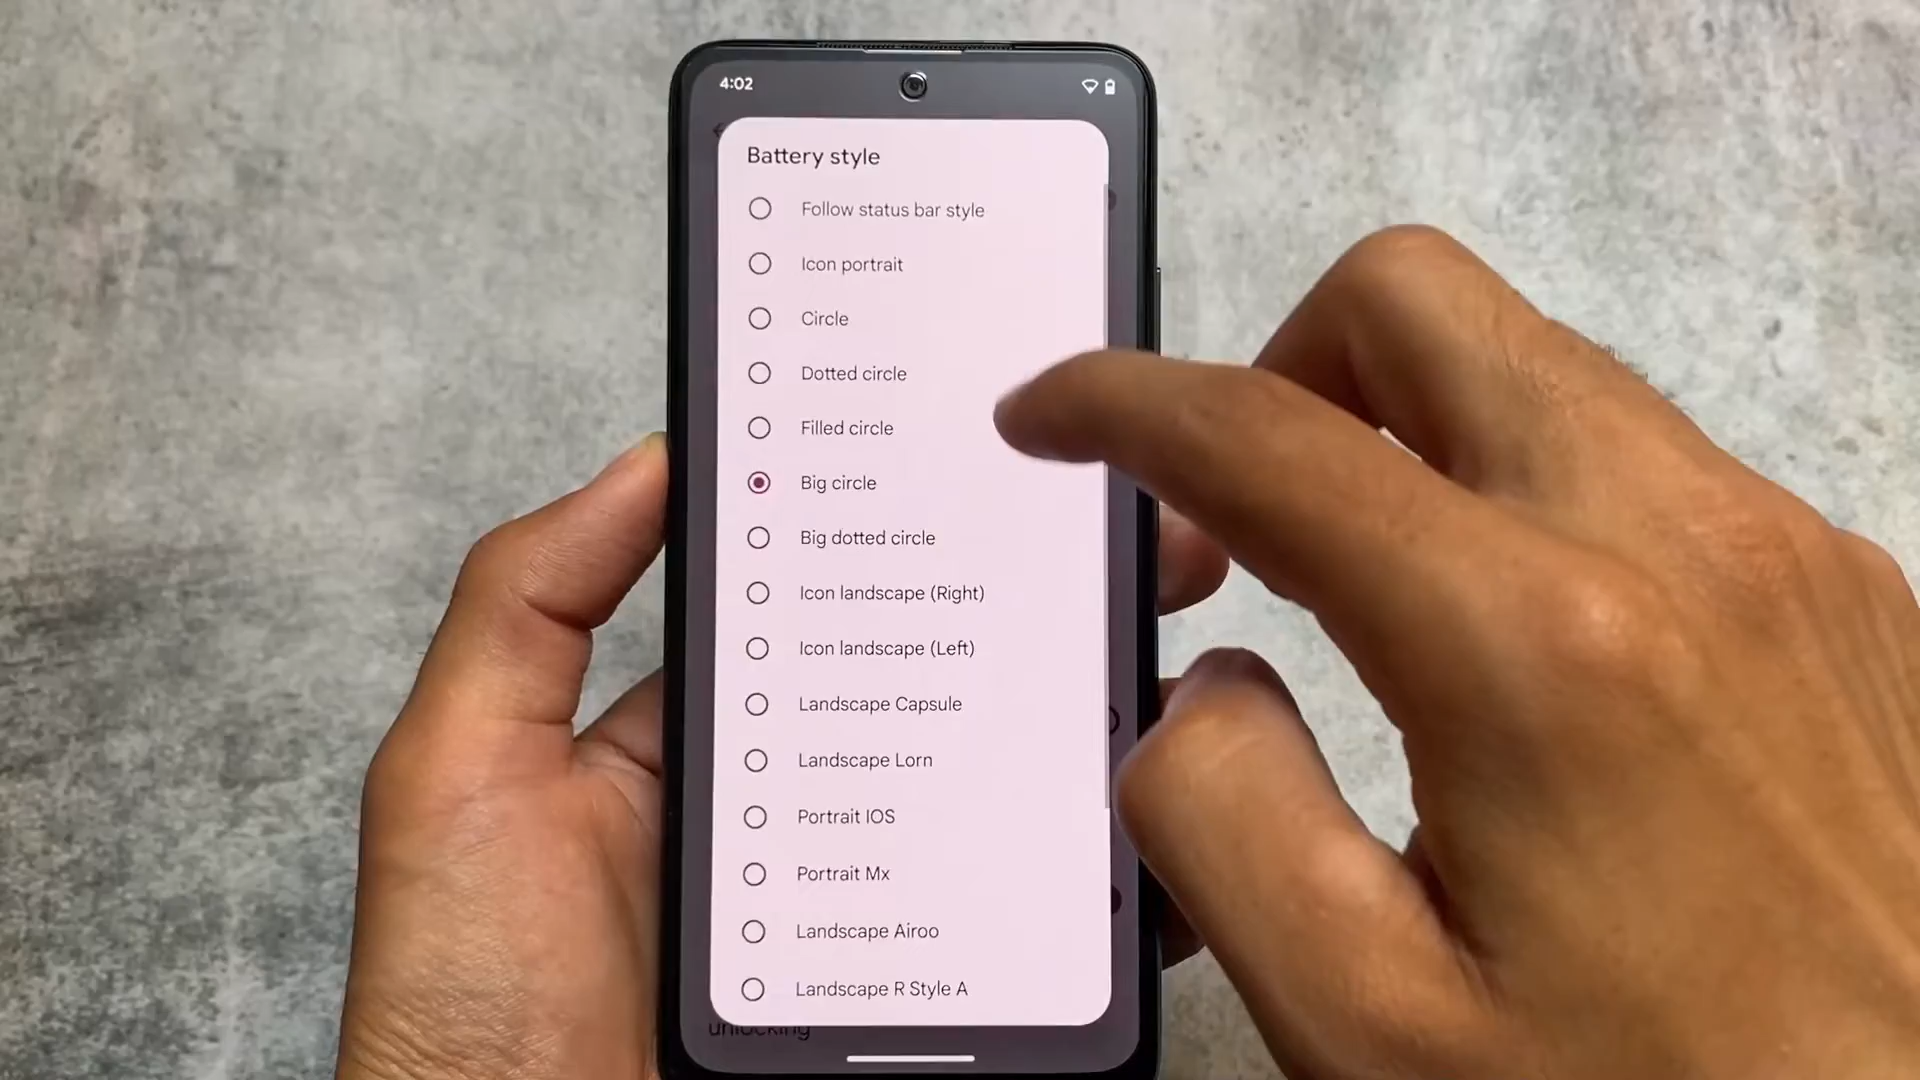 4:02
Battery style
Follow status bar style
Icon portrait
Circle
Dotted circle
Filled circle
Big circle
Big dotted circle
Icon landscape (Right)
Icon landscape (Left)
Landscape Capsule
Landscape Lorn
Portrait IOS
Portrait Mx
Landscape Airoo
Landscape R Style A
unlocking